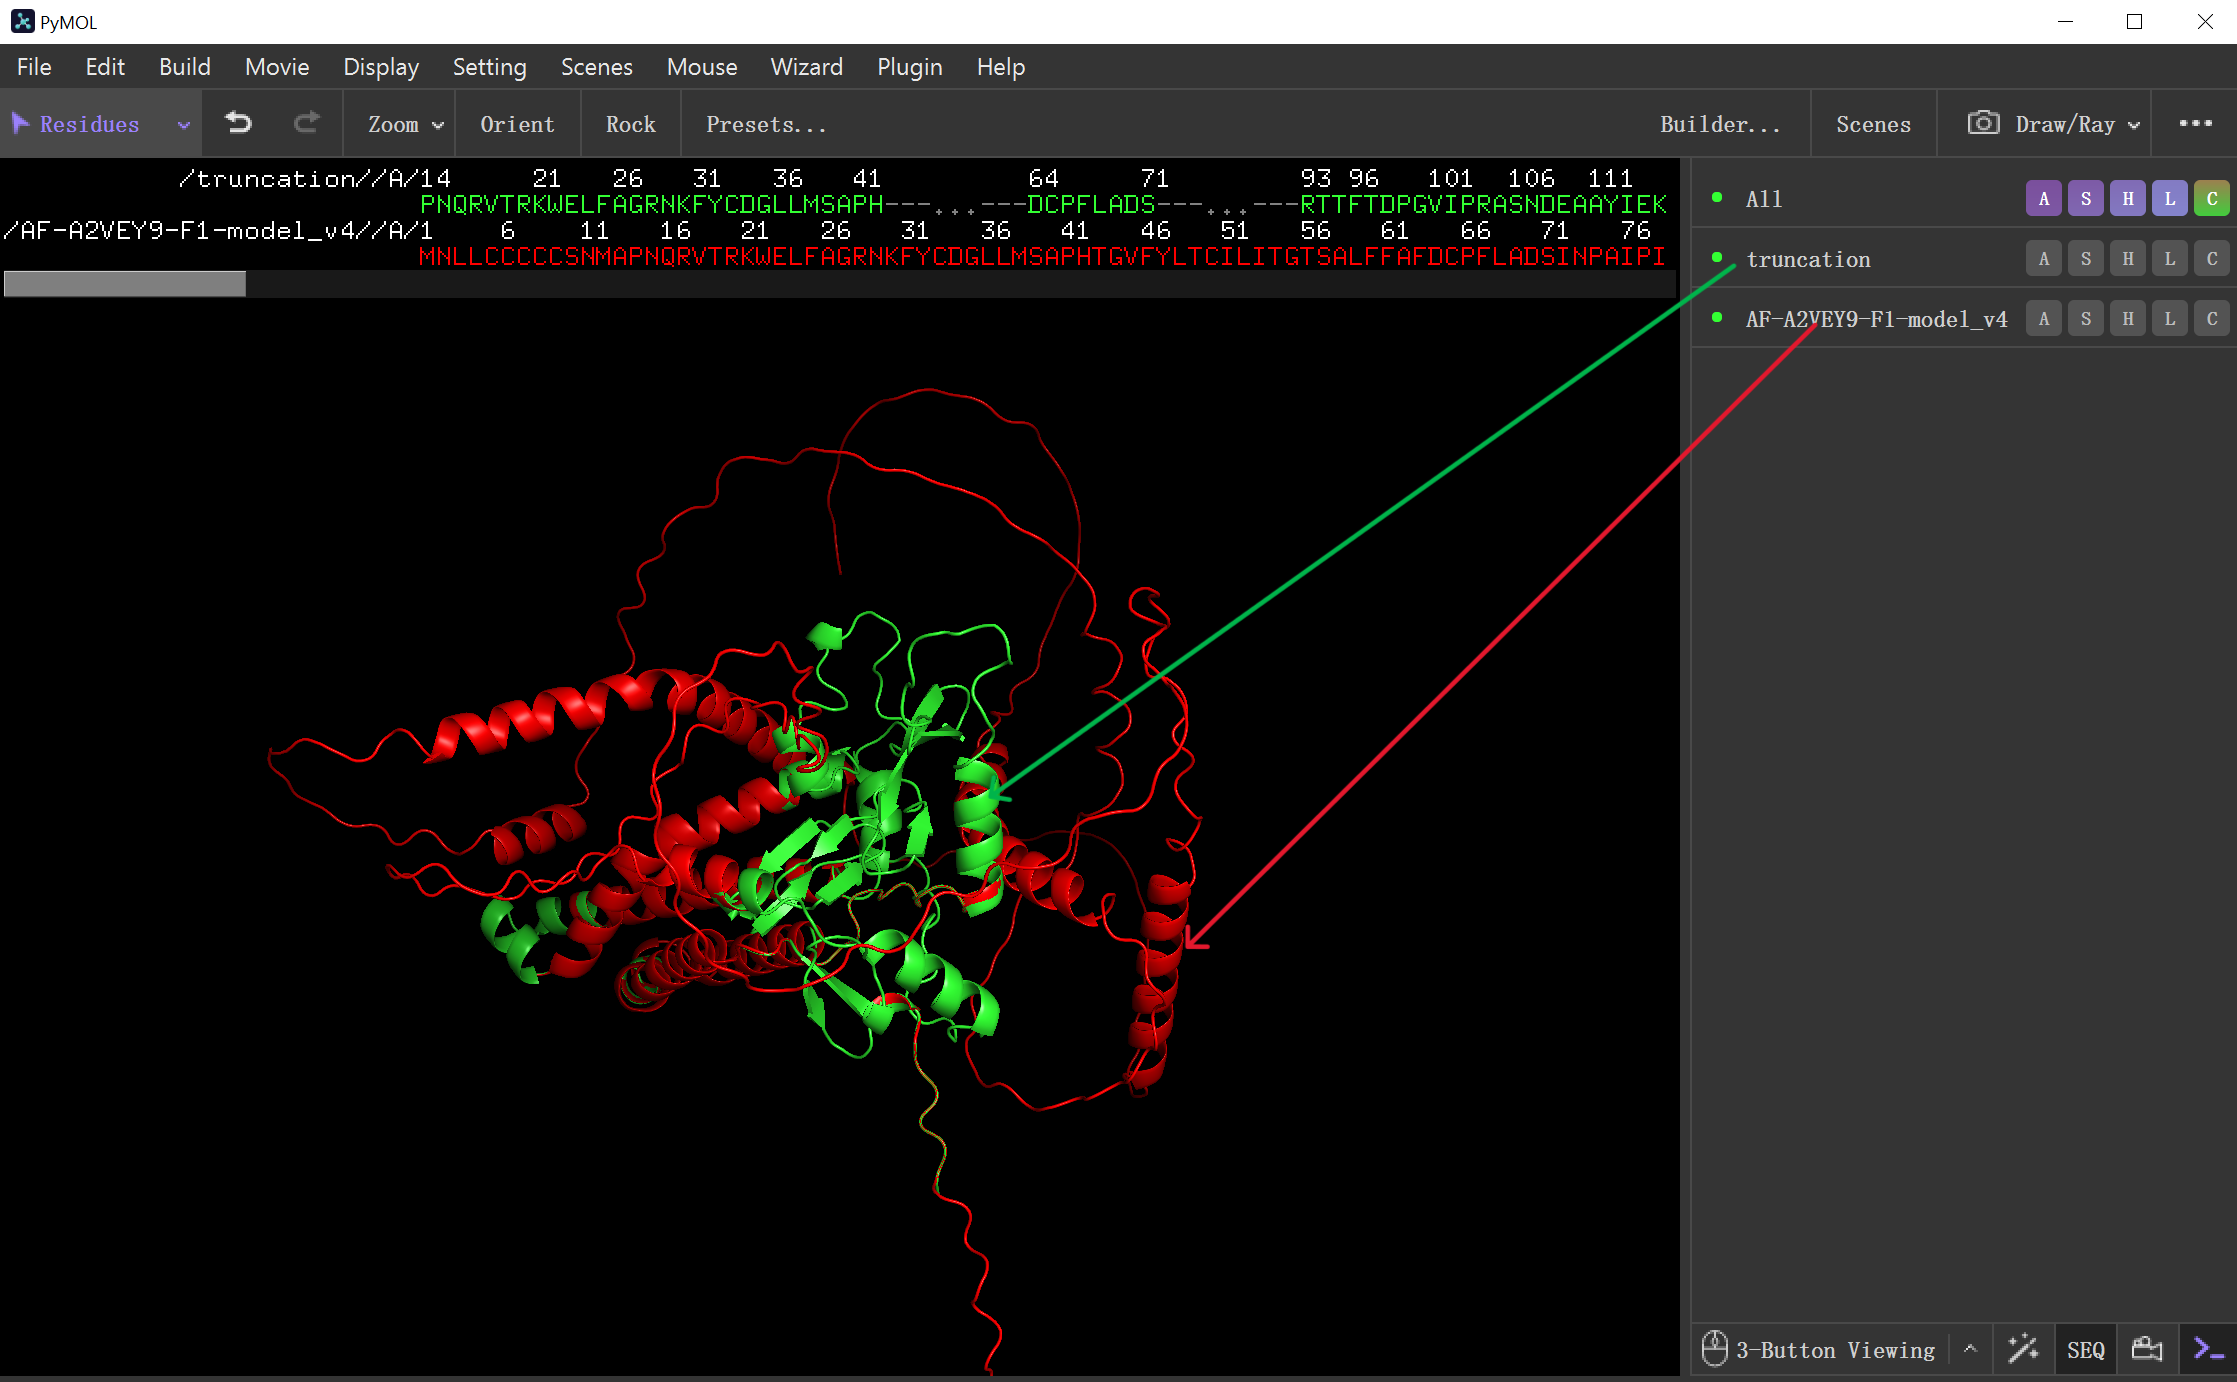 PyMOL
File Edit Build Movie Display Setting Scenes Mouse Wizard Plugin Help
Residues Zoom Orient Rock Presets... Builder... Scenes Draw/Ray
/truncation//A/14 21 26 31 36 41 64 71 93 96 101 106 111
PNQRVTRKWELFAGRNKFYCDGLLMSAPH---...---DCPFLADS---...---RTTFTDPGVIPRASNDEAAYIEK
/AF-A2VEY9-F1-model_v4//A/1 6 11 16 21 26 31 36 41 46 51 56 61 66 71 76
MNLLCCCCCSNMAPNQRVTRKWELFAGRNKFYCDGLLMSAPHTGVFYLTCILITGTSALFFAFDCPFLADSINPAIPI
All A S H L C
truncation A S H L C
AF-A2VEY9-F1-model_v4 A S H L C
3-Button Viewing SEQ